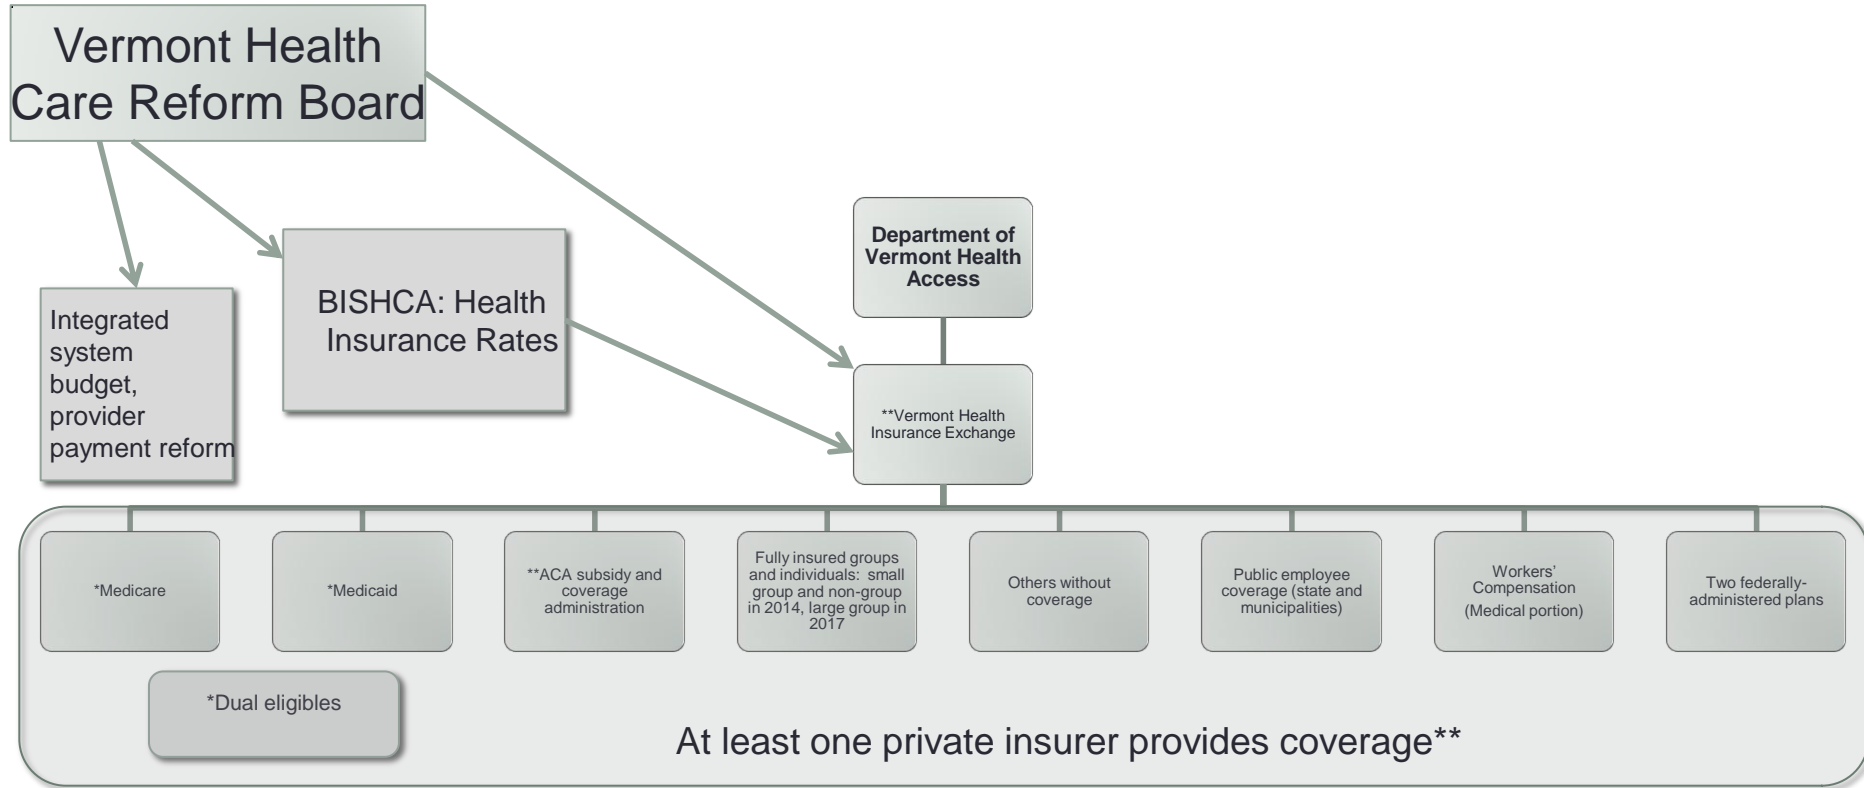 Vermont Health
Care Reform Board
Department of
Vermont Health
Access
BISHCA: Health
Insurance Rates
Integrated
system
budget,
provider
payment reform
**Vermont Health
Insurance Exchange
*Medicare
*Medicaid
**ACA subsidy and
coverage
administration
Fully insured groups
and individuals: small
group and non-group
in 2014, large group in
2017
Others without
coverage
Public employee
coverage (state and
municipalities)
Workers'
Compensation
(Medical portion)
Two federally-
administered plans
*Dual eligibles
At least one private insurer provides coverage**